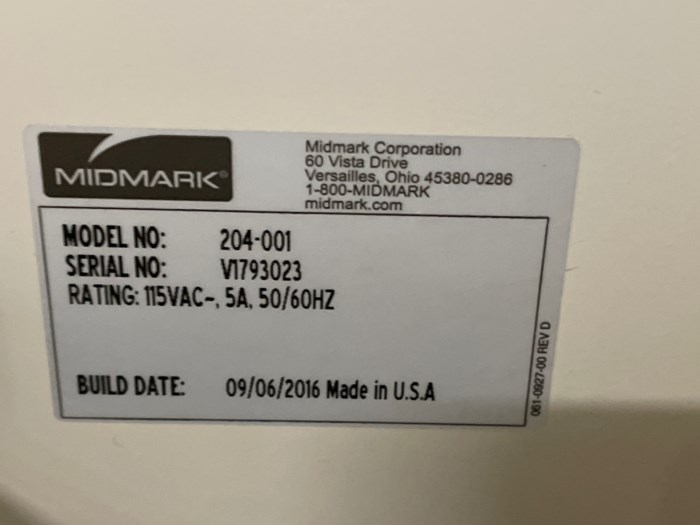 MIDMARK®
Midmark Corporation
60 Vista Drive
Versailles, Ohio 45380-0286
1-800-MIDMARK
midmark.com
MODEL NO: 204-001
SERIAL NO: V1793023
RATING: 115VAC~, 5A, 50/60HZ
BUILD DATE: 09/06/2016 Made in U.S.A
061-0927-00 REV D